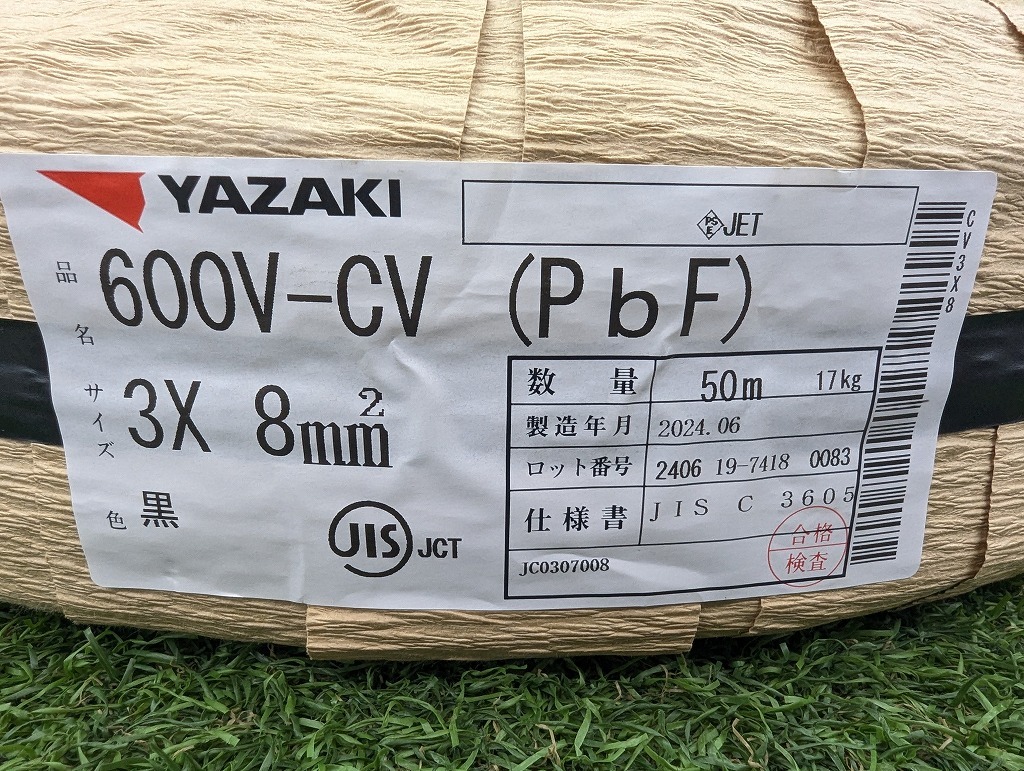 YAZAKI
PSE JET
品名 600V-CV (PbF)
サイズ 3X 8mm²
色 黒
JIS JCT
数量 50m 17kg
製造年月 2024.06
ロット番号 2406 19-7418 0083
仕様書 JIS C 3605
JC0307008
合格
検査
CV3X8